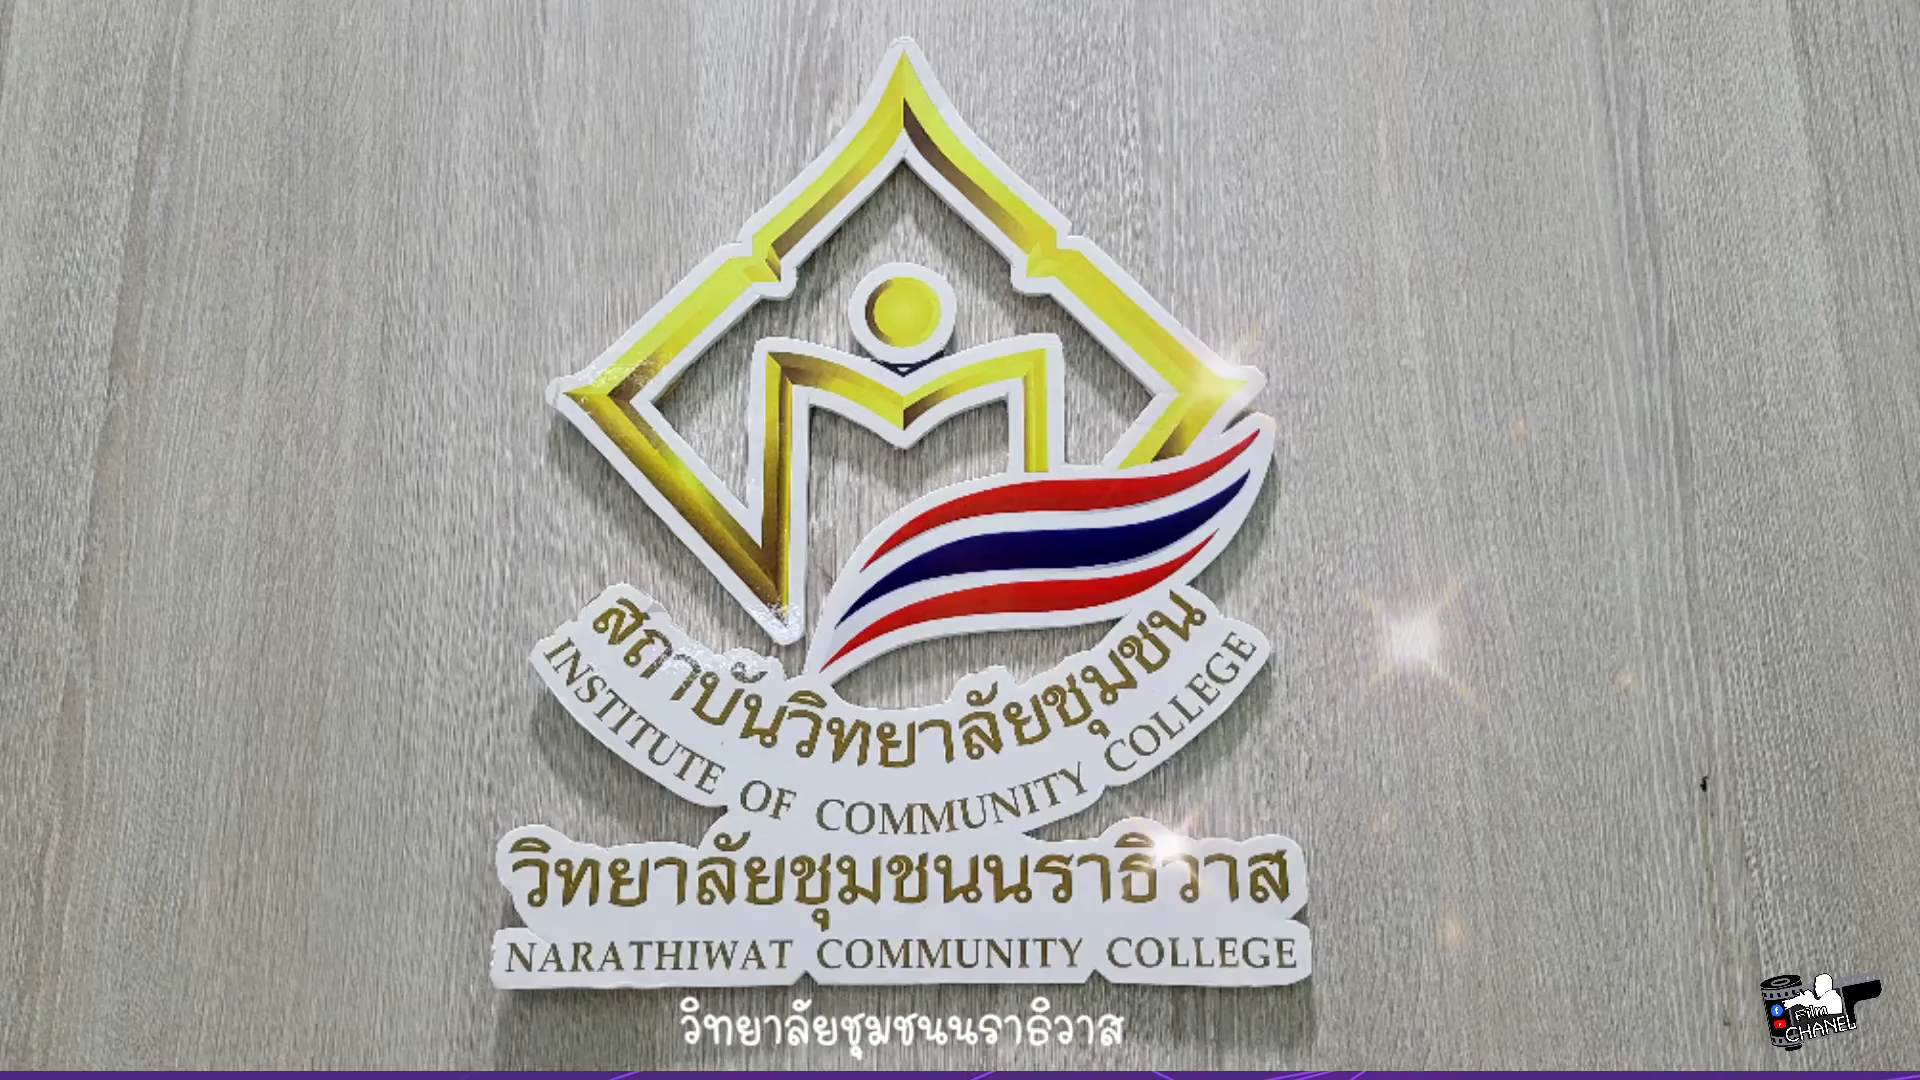 สถาบันวิทยาลัยชุมชน
INSTITUTE OF COMMUNITY COLLEGE
วิทยาลัยชุมชนนราธิวาส
NARATHIWAT COMMUNITY COLLEGE
วิทยาลัยชุมชนนราธิวาส
Film
CHANEL